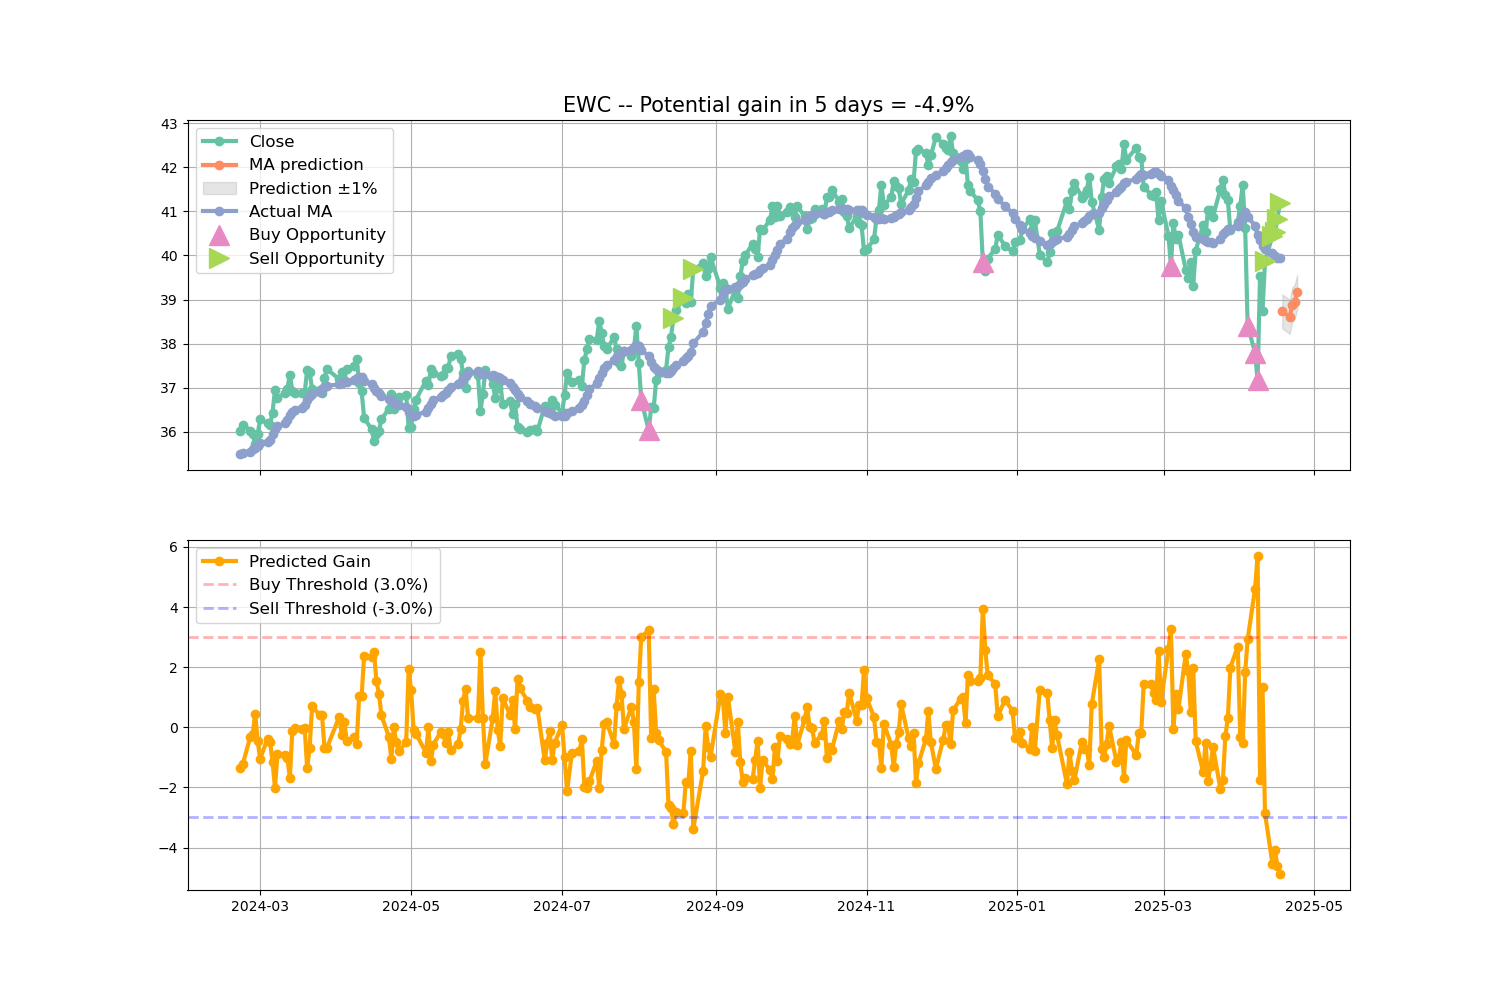 EWC -- Potential gain in 5 days = -4.9%
43
42
41
40
39
38
37
36
Close
MA prediction
Prediction ±1%
Actual MA
Buy Opportunity
Sell Opportunity
6
4
2
0
−2
−4
Predicted Gain
Buy Threshold (3.0%)
Sell Threshold (-3.0%)
2024-03 2024-05 2024-07 2024-09 2024-11 2025-01 2025-03 2025-05